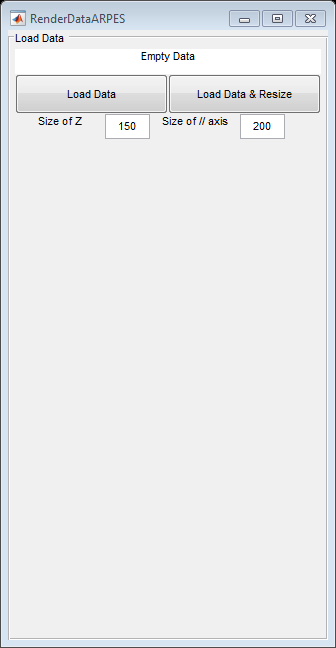 RenderDataARPES
Load Data
Empty Data
Load Data Load Data & Resize
Size of Z 150 Size of // axis 200